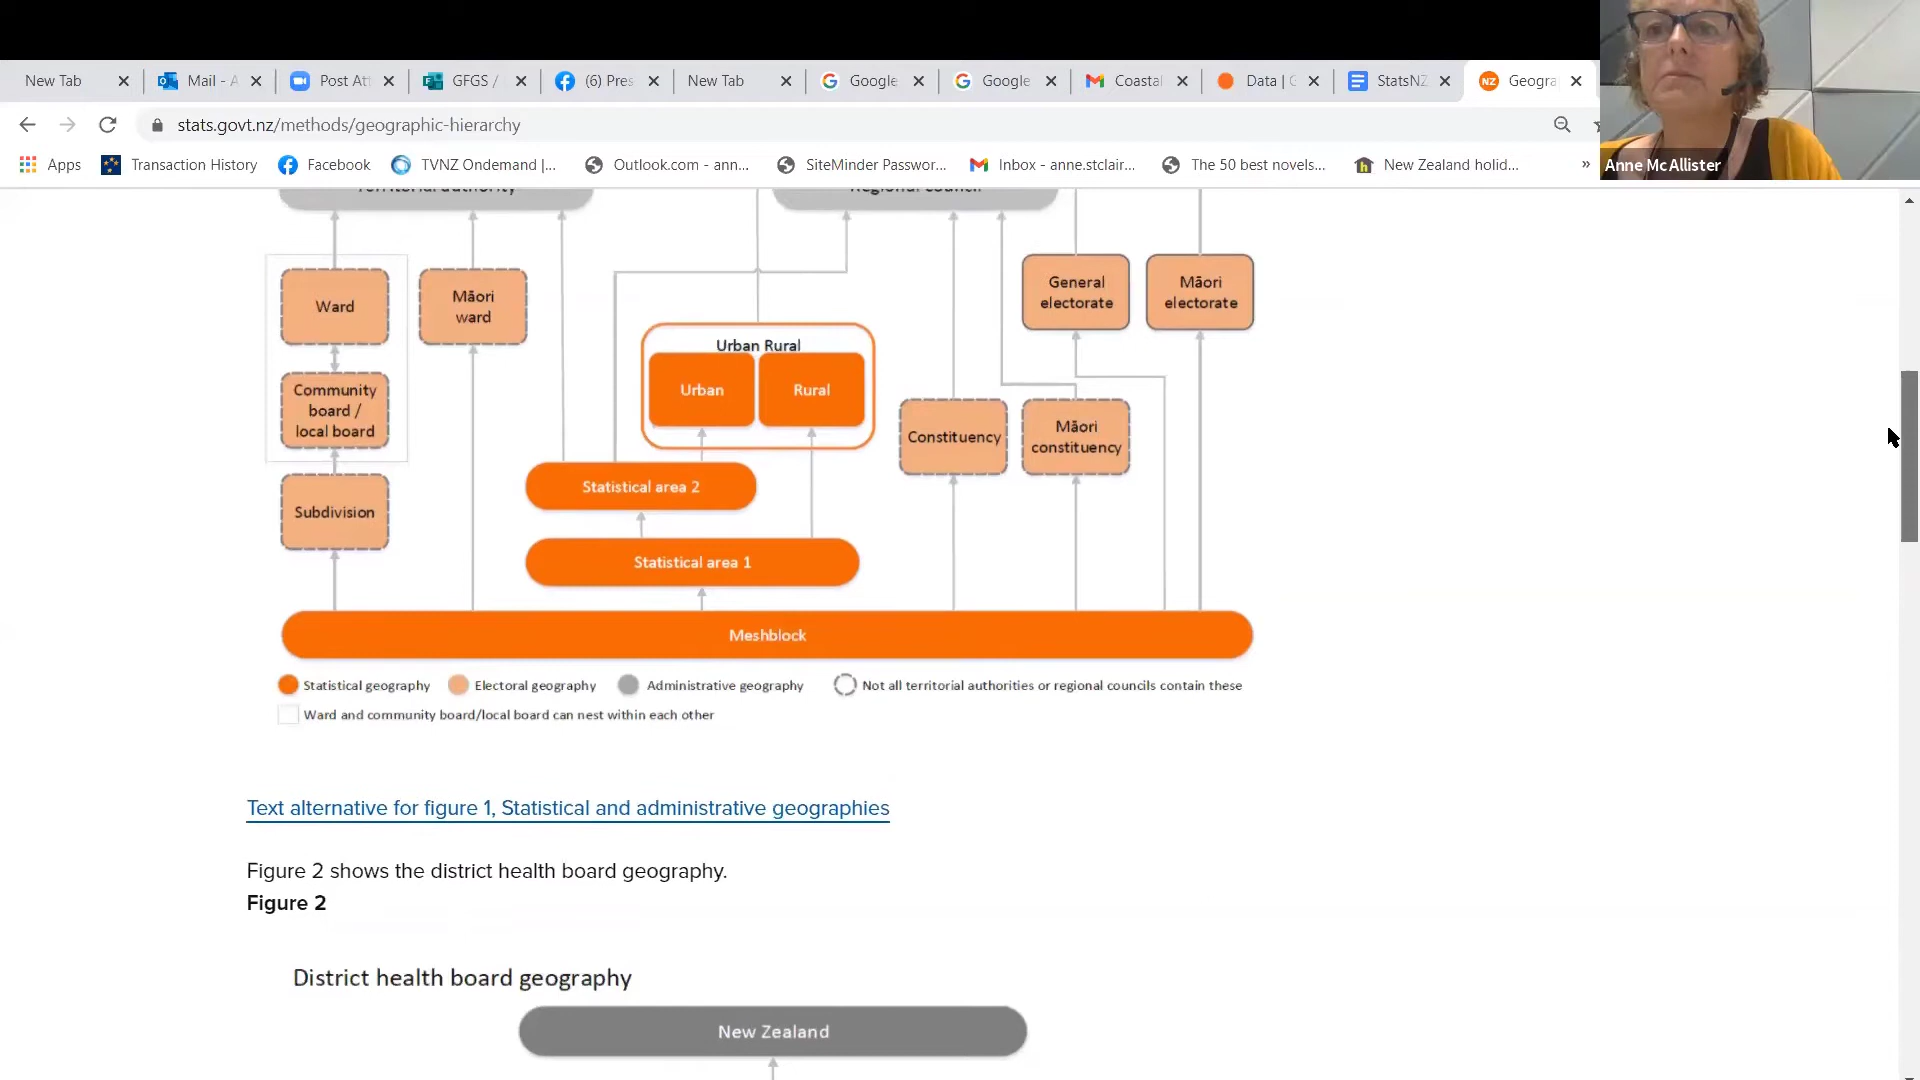 New Tab
Mail - A
Post Att
GFGS /
(6) Pres
New Tab
Google
Google
Coastal
Data | G
StatsNZ
Geogra
stats.govt.nz/methods/geographic-hierarchy
Apps
Transaction History
Facebook
TVNZ Ondemand |...
Outlook.com - ann...
SiteMinder Passwor...
Inbox - anne.stclair...
The 50 best novels...
New Zealand holid...
»
Anne McAllister
Territorial authority
Regional council
Ward
Māori
ward
General
electorate
Māori
electorate
Urban Rural
Urban
Rural
Community
board /
local board
Constituency
Māori
constituency
Statistical area 2
Subdivision
Statistical area 1
Meshblock
Statistical geography
Electoral geography
Administrative geography
Not all territorial authorities or regional councils contain these
Ward and community board/local board can nest within each other
Text alternative for figure 1, Statistical and administrative geographies
Figure 2 shows the district health board geography.
Figure 2
District health board geography
New Zealand